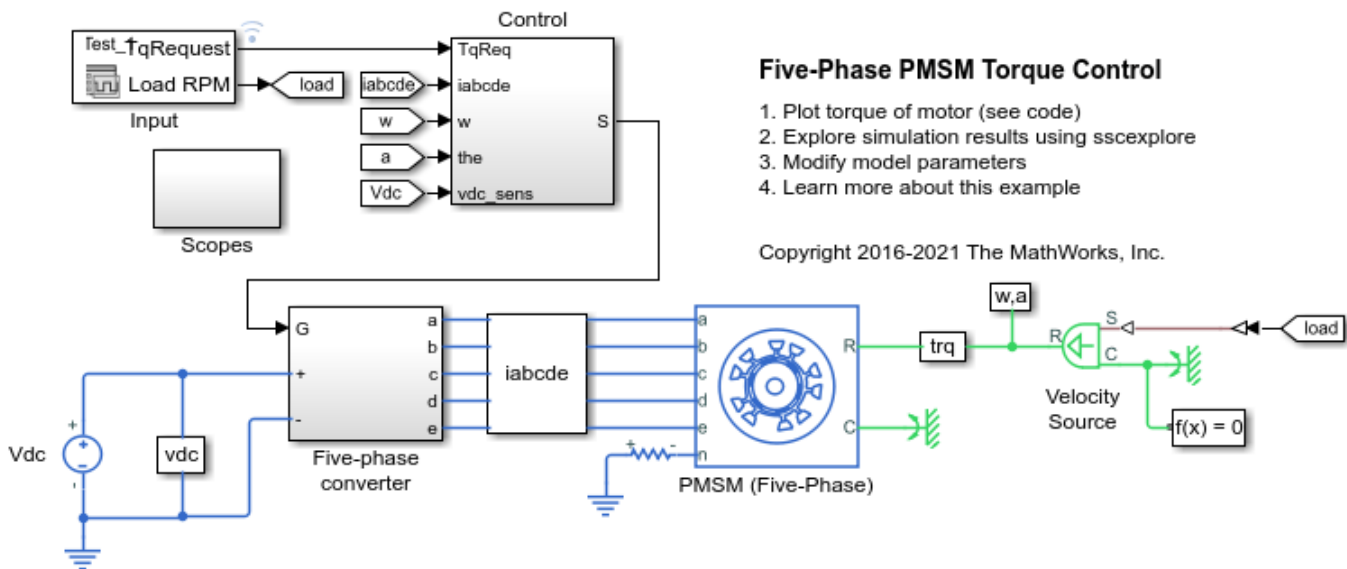 Control
Test_1
TqRequest
Load RPM
load
Input
TqReq
iabcde
iabcde
w
w
a
the
Vdc
vdc_sens
S
Scopes
Five-Phase PMSM Torque Control
1. Plot torque of motor (see code)
2. Explore simulation results using sscexplore
3. Modify model parameters
4. Learn more about this example
Copyright 2016-2021 The MathWorks, Inc.
G
+
-
a
b
c
d
e
Five-phase
converter
iabcde
a
b
c
d
e
n
R
C
PMSM (Five-Phase)
+
-
trq
w,a
R
S
C
load
Velocity
Source
f(x) = 0
Vdc
+
-
+
-
vdc